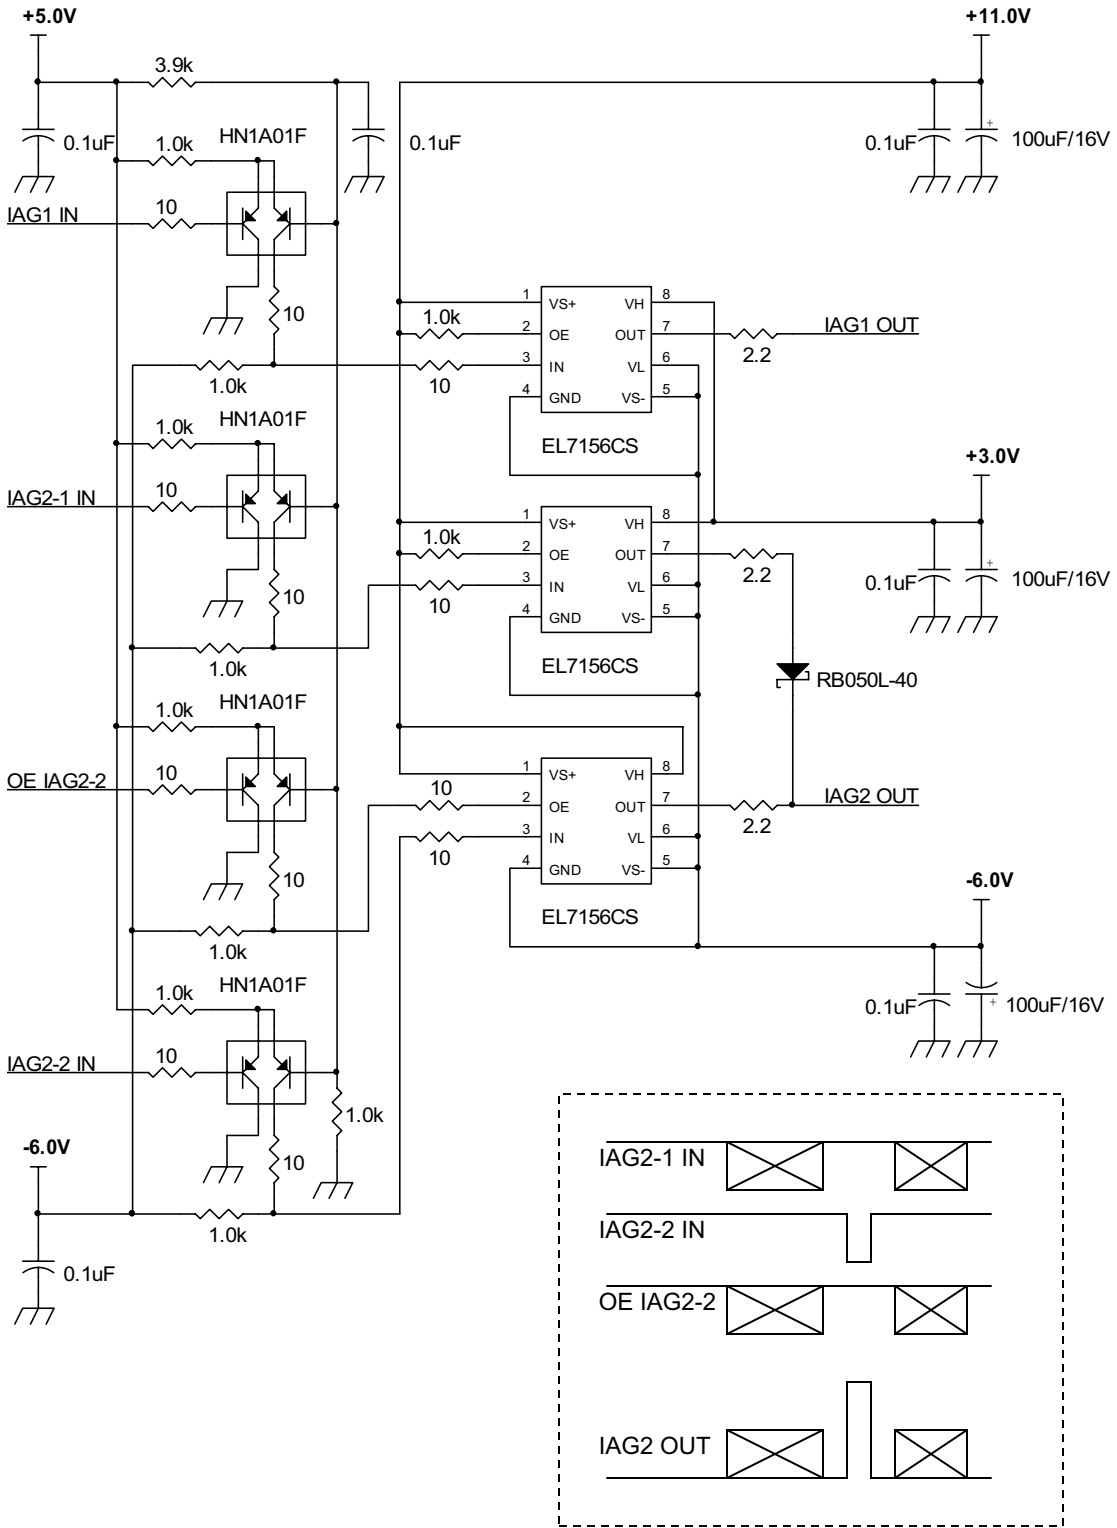 +5.0V
+11.0V
3.9k
0.1uF
1.0k
HN1A01F
0.1uF
0.1uF
+
100uF/16V
IAG1 IN
10
10
1.0k
1.0k
10
1 VS+ VH 8
2 OE OUT 7
3 IN VL 6
4 GND VS- 5
EL7156CS
2.2
IAG1 OUT
HN1A01F
1.0k
IAG2-1 IN
10
10
1.0k
1.0k
10
1 VS+ VH 8
2 OE OUT 7
3 IN VL 6
4 GND VS- 5
EL7156CS
2.2
+3.0V
0.1uF
+
100uF/16V
RB050L-40
HN1A01F
1.0k
OE IAG2-2
10
10
1.0k
10
10
1 VS+ VH 8
2 OE OUT 7
3 IN VL 6
4 GND VS- 5
EL7156CS
2.2
IAG2 OUT
-6.0V
0.1uF
+
100uF/16V
HN1A01F
1.0k
IAG2-2 IN
10
1.0k
10
-6.0V
1.0k
0.1uF
IAG2-1 IN
IAG2-2 IN
OE IAG2-2
IAG2 OUT